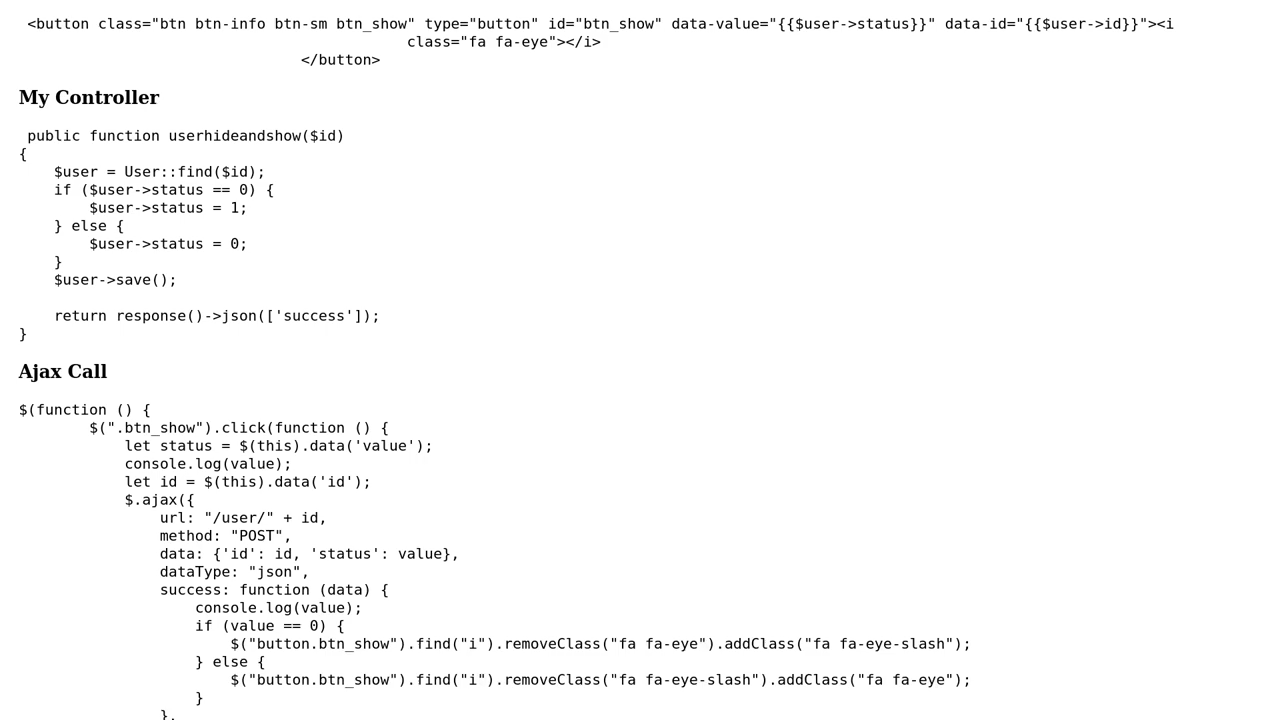 <button class="btn btn-info btn-sm btn_show" type="button" id="btn_show" data-value="{{$user->status}}" data-id="{{$user->id}}"><i
class="fa fa-eye"></i>
</button>
My Controller
public function userhideandshow($id)
{
    $user = User::find($id);
    if ($user->status == 0) {
        $user->status = 1;
    } else {
        $user->status = 0;
    }
    $user->save();

    return response()->json(['success']);
}
Ajax Call
$(function () {
        $(".btn_show").click(function () {
            let status = $(this).data('value');
            console.log(value);
            let id = $(this).data('id');
            $.ajax({
                url: "/user/" + id,
                method: "POST",
                data: {'id': id, 'status': value},
                dataType: "json",
                success: function (data) {
                    console.log(value);
                    if (value == 0) {
                        $("button.btn_show").find("i").removeClass("fa fa-eye").addClass("fa fa-eye-slash");
                    } else {
                        $("button.btn_show").find("i").removeClass("fa fa-eye-slash").addClass("fa fa-eye");
                    }
                },